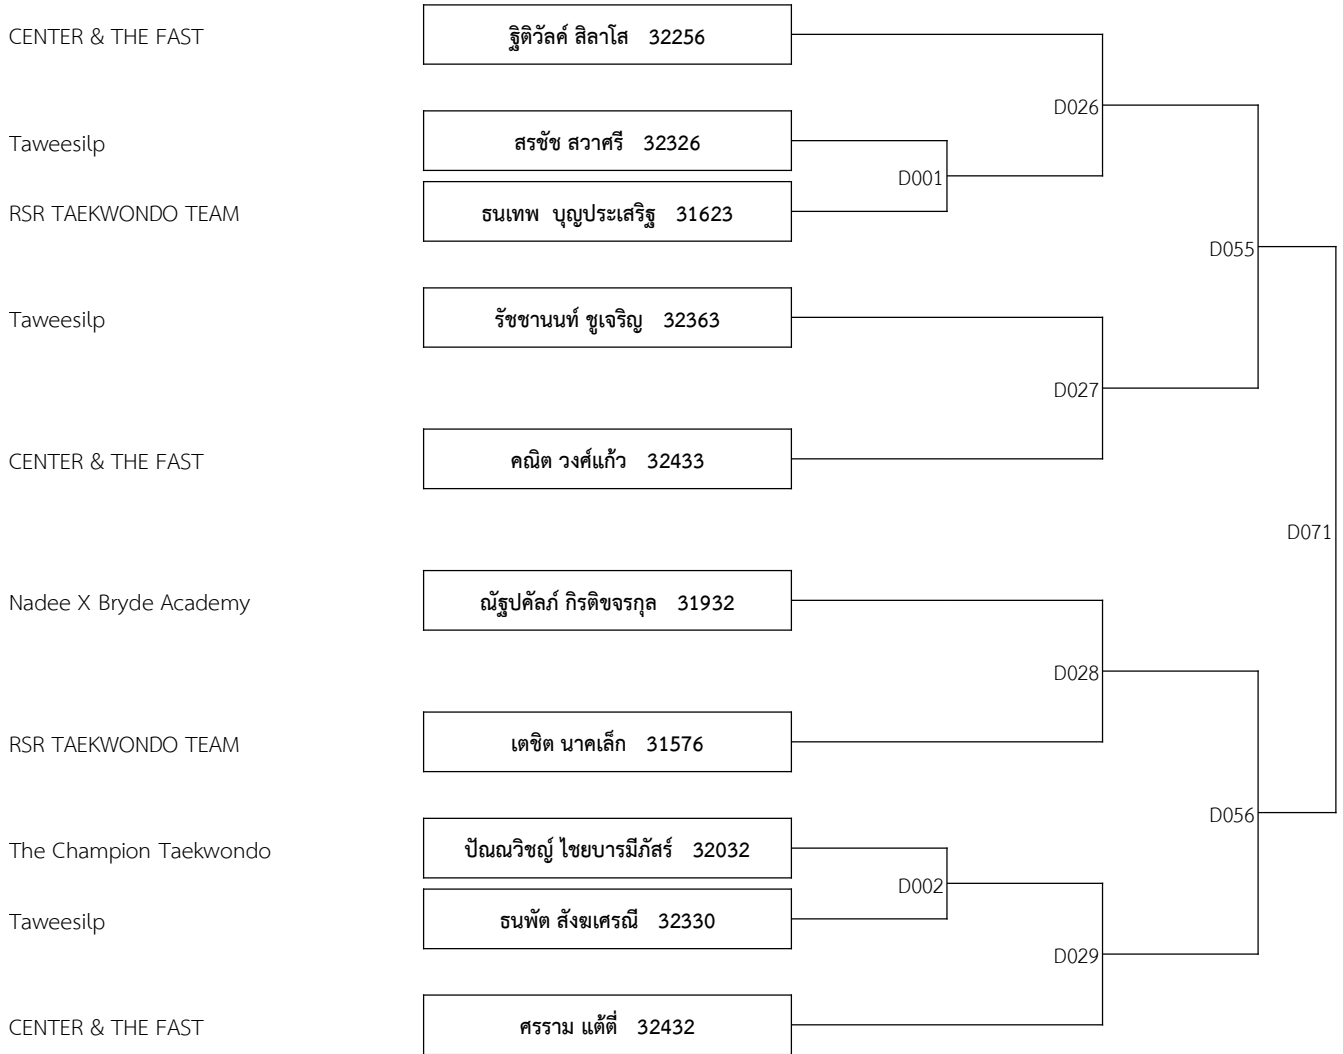 CENTER & THE FAST
ฐิติวัลค์ สิลาโส 32256
D026
Taweesilp
สรชัช สวาศรี 32326
D001
RSR TAEKWONDO TEAM
ธนเทพ บุญประเสริฐ 31623
D055
Taweesilp
รัชชานนท์ ชูเจริญ 32363
D027
CENTER & THE FAST
คณิต วงศ์แก้ว 32433
D071
Nadee X Bryde Academy
ณัฐปคัลภ์ กิรติขจรกุล 31932
D028
RSR TAEKWONDO TEAM
เตชิต นาคเล็ก 31576
D056
The Champion Taekwondo
ปัณณวิชญ์ ไชยบารมีภัสร์ 32032
D002
Taweesilp
ธนพัต สังฆเศรณี 32330
D029
CENTER & THE FAST
ศรราม แต้ตี่ 32432